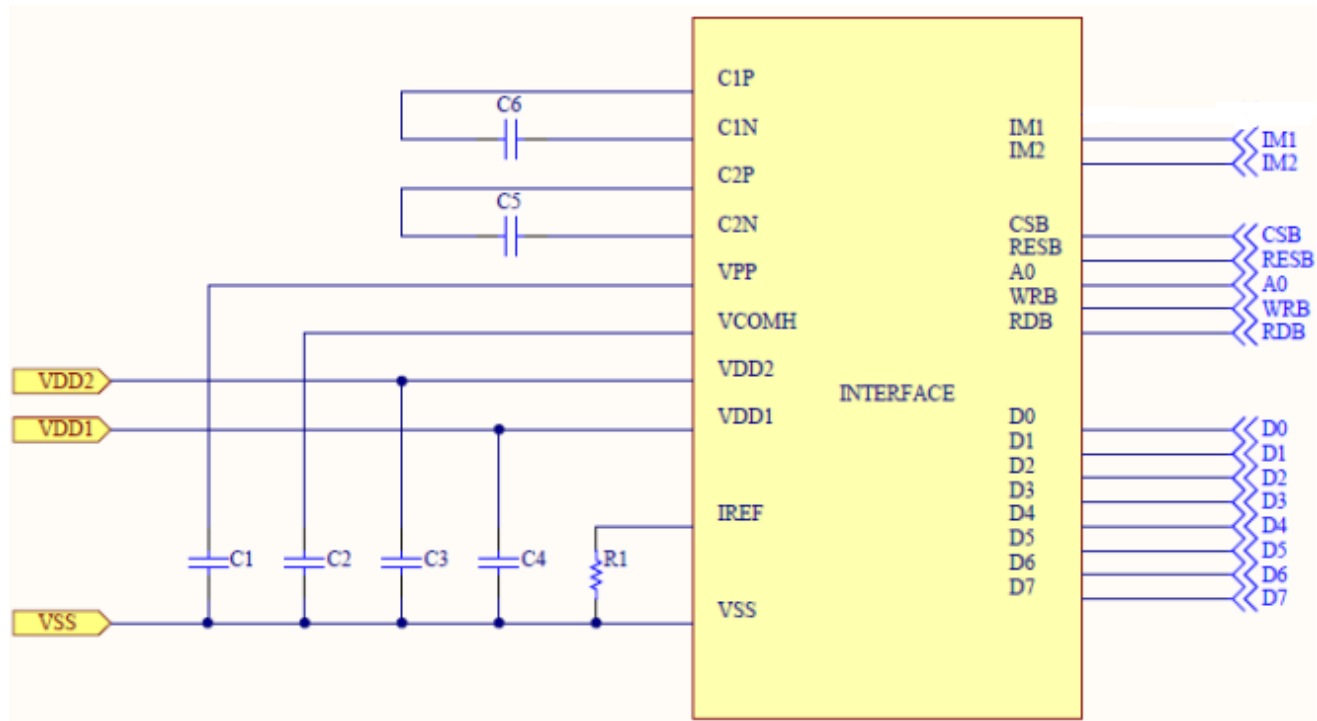 C1P
C6
C1N
IM1
IM1
IM2
IM2
C2P
C5
C2N
CSB
CSB
RESB
RESB
VPP
A0
A0
WRB
WRB
VCOMH
RDB
RDB
VDD2
VDD2
INTERFACE
VDD1
VDD1
D0
D0
D1
D1
D2
D2
D3
D3
IREF
D4
D4
D5
D5
C1
C2
C3
C4
R1
D6
D6
D7
D7
VSS
VSS